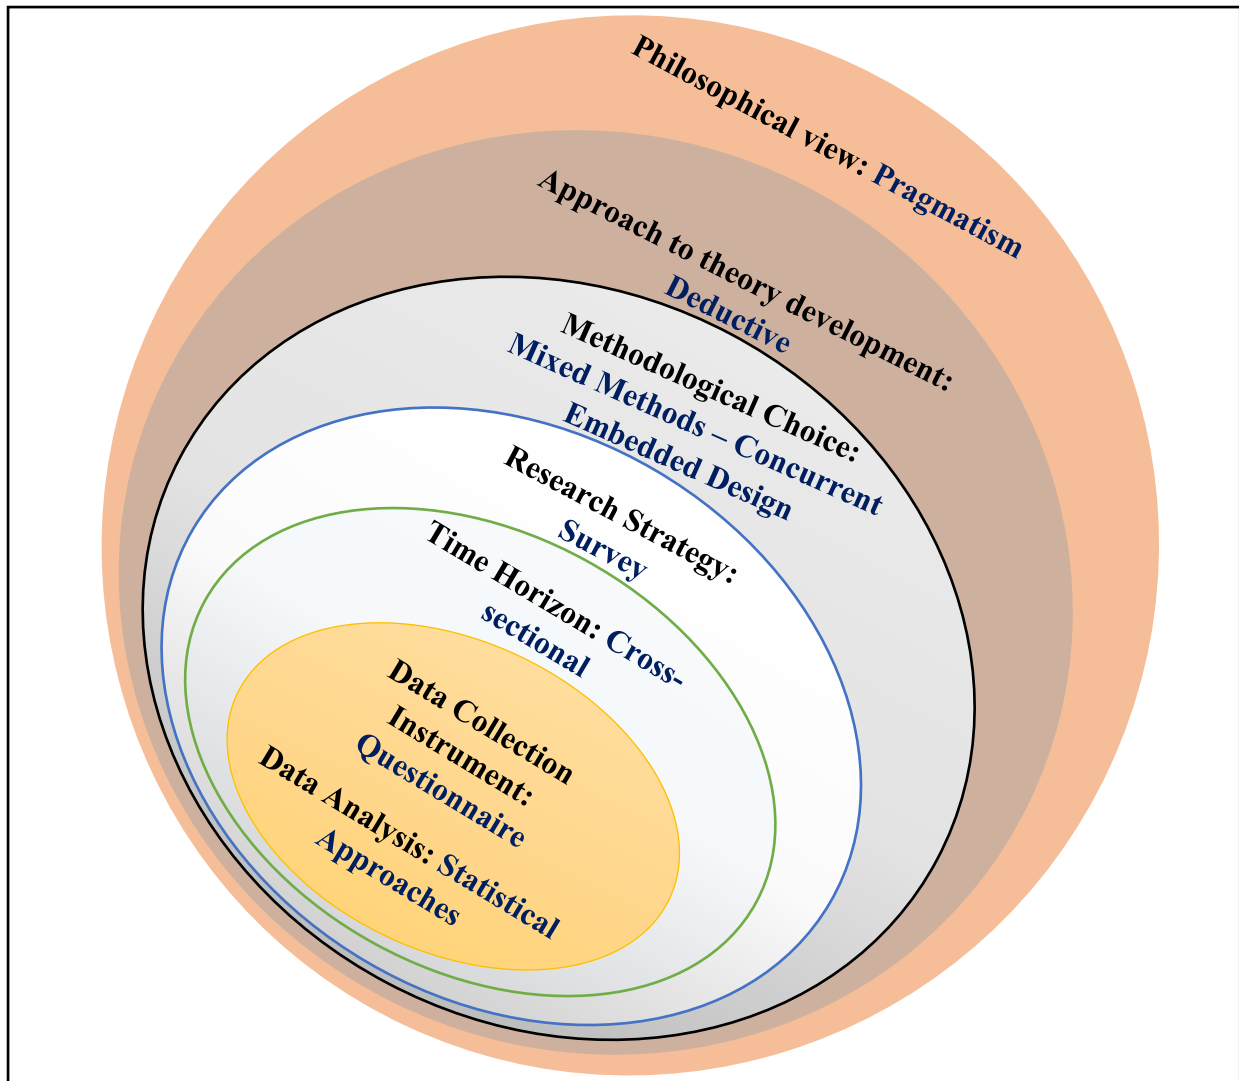 Philosophical view: Pragmatism
Approach to theory development:
Deductive
Methodological Choice:
Mixed Methods – Concurrent
Embedded Design
Research Strategy:
Survey
Time Horizon: Cross-
sectional
Data Collection
Instrument:
Questionnaire
Data Analysis: Statistical
Approaches